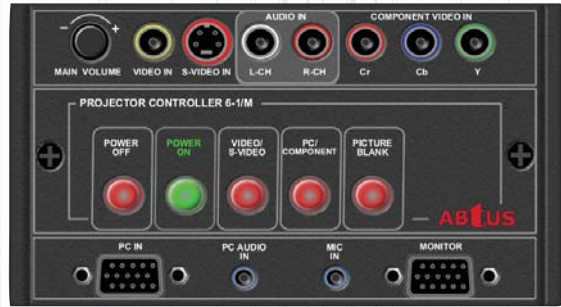 AUDIO IN
COMPONENT VIDEO IN
- +
MAIN VOLUME
VIDEO IN
S-VIDEO IN
L-CH
R-CH
Cr
Cb
Y
PROJECTOR CONTROLLER 6-1/M
POWER
OFF
POWER
ON
VIDEO/
S-VIDEO
PC/
COMPONENT
PICTURE
BLANK
ABtUS
PC IN
PC AUDIO
IN
MIC
IN
MONITOR